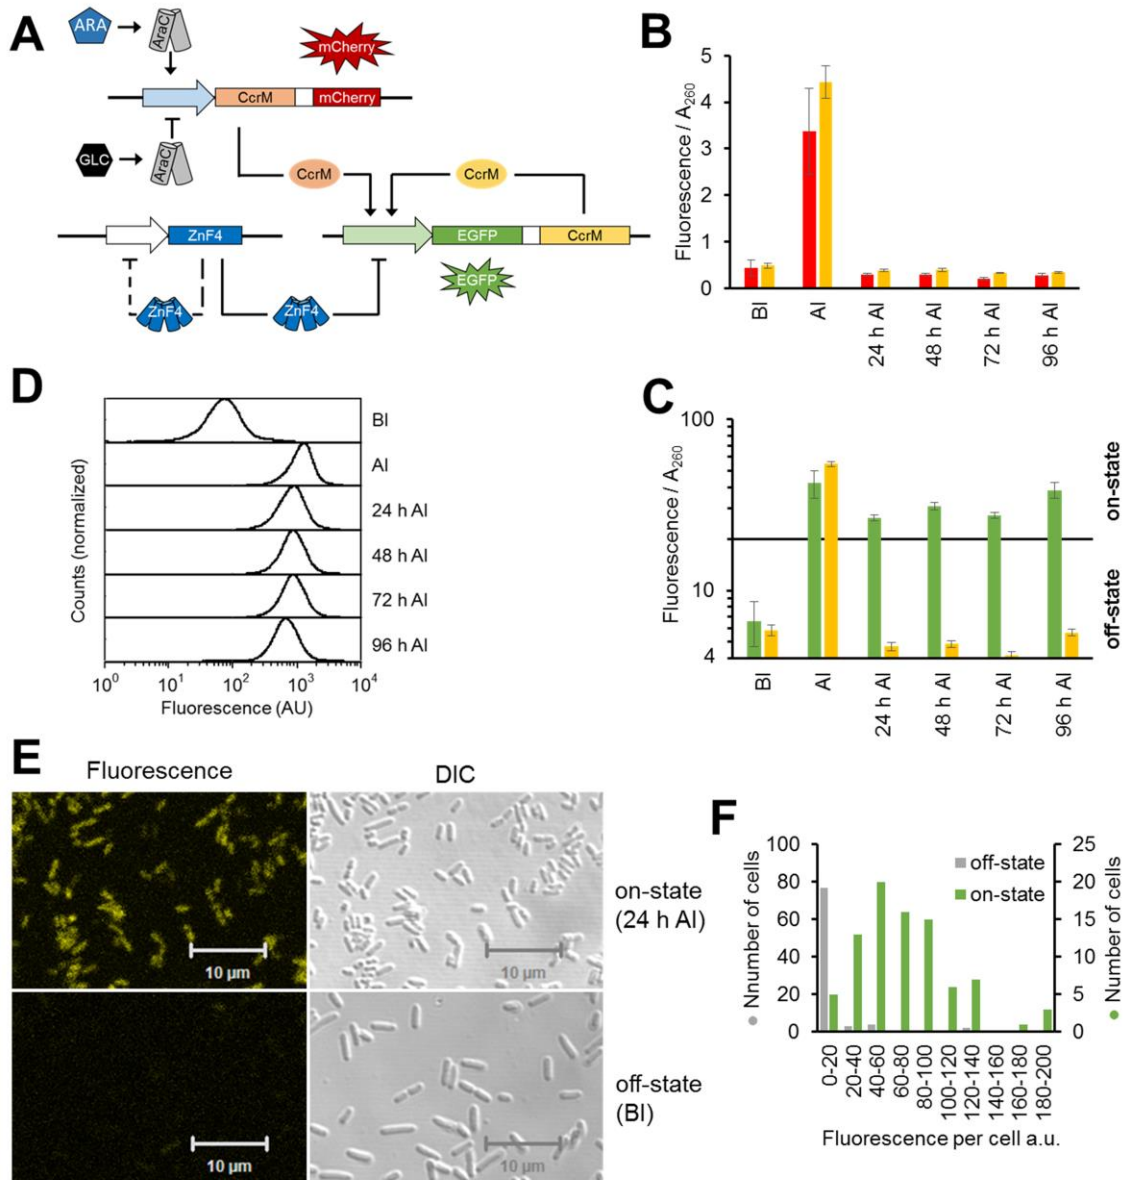 A
ARA
AraC
mCherry
CcrM
mCherry
GLC
AraC
CcrM
CcrM
ZnF4
EGFP
CcrM
ZnF4
ZnF4
EGFP
B
Fluorescence / A260
5
4
3
2
1
0
BI
AI
24 h AI
48 h AI
72 h AI
96 h AI
D
Counts (normalized)
BI
AI
24 h AI
48 h AI
72 h AI
96 h AI
10^0 10^1 10^2 10^3 10^4
Fluorescence (AU)
C
Fluorescence / A260
100
10
4
on-state
off-state
BI
AI
24 h AI
48 h AI
72 h AI
96 h AI
E
Fluorescence
DIC
10 µm
10 µm
on-state
(24 h AI)
10 µm
10 µm
off-state
(BI)
F
Nnumber of cells
100
80
60
40
20
0
off-state
on-state
25
20
15
10
5
0
Number of cells
0-20
20-40
40-60
60-80
80-100
100-120
120-140
140-160
160-180
180-200
Fluorescence per cell a.u.